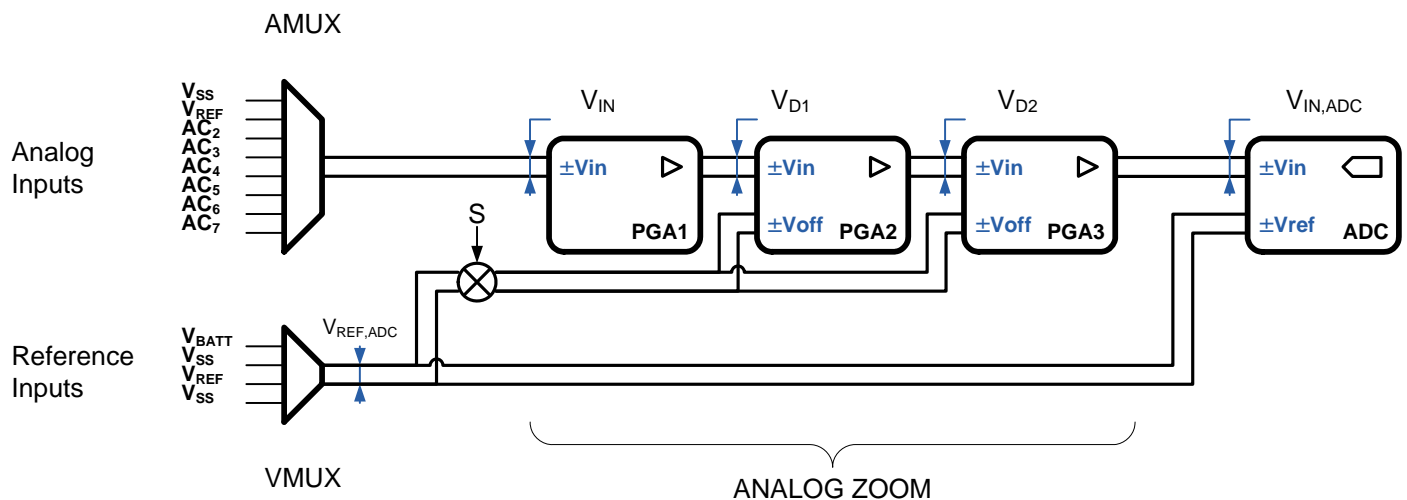 AMUX
Analog
Inputs
VSS
VREF
AC2
AC3
AC4
AC5
AC6
AC7
VIN
VD1
VD2
VIN,ADC
±Vin
PGA1
±Vin
±Voff
PGA2
±Vin
±Voff
PGA3
±Vin
±Vref
ADC
S
Reference
Inputs
VBATT
VSS
VREF
VSS
VREF,ADC
VMUX
ANALOG ZOOM